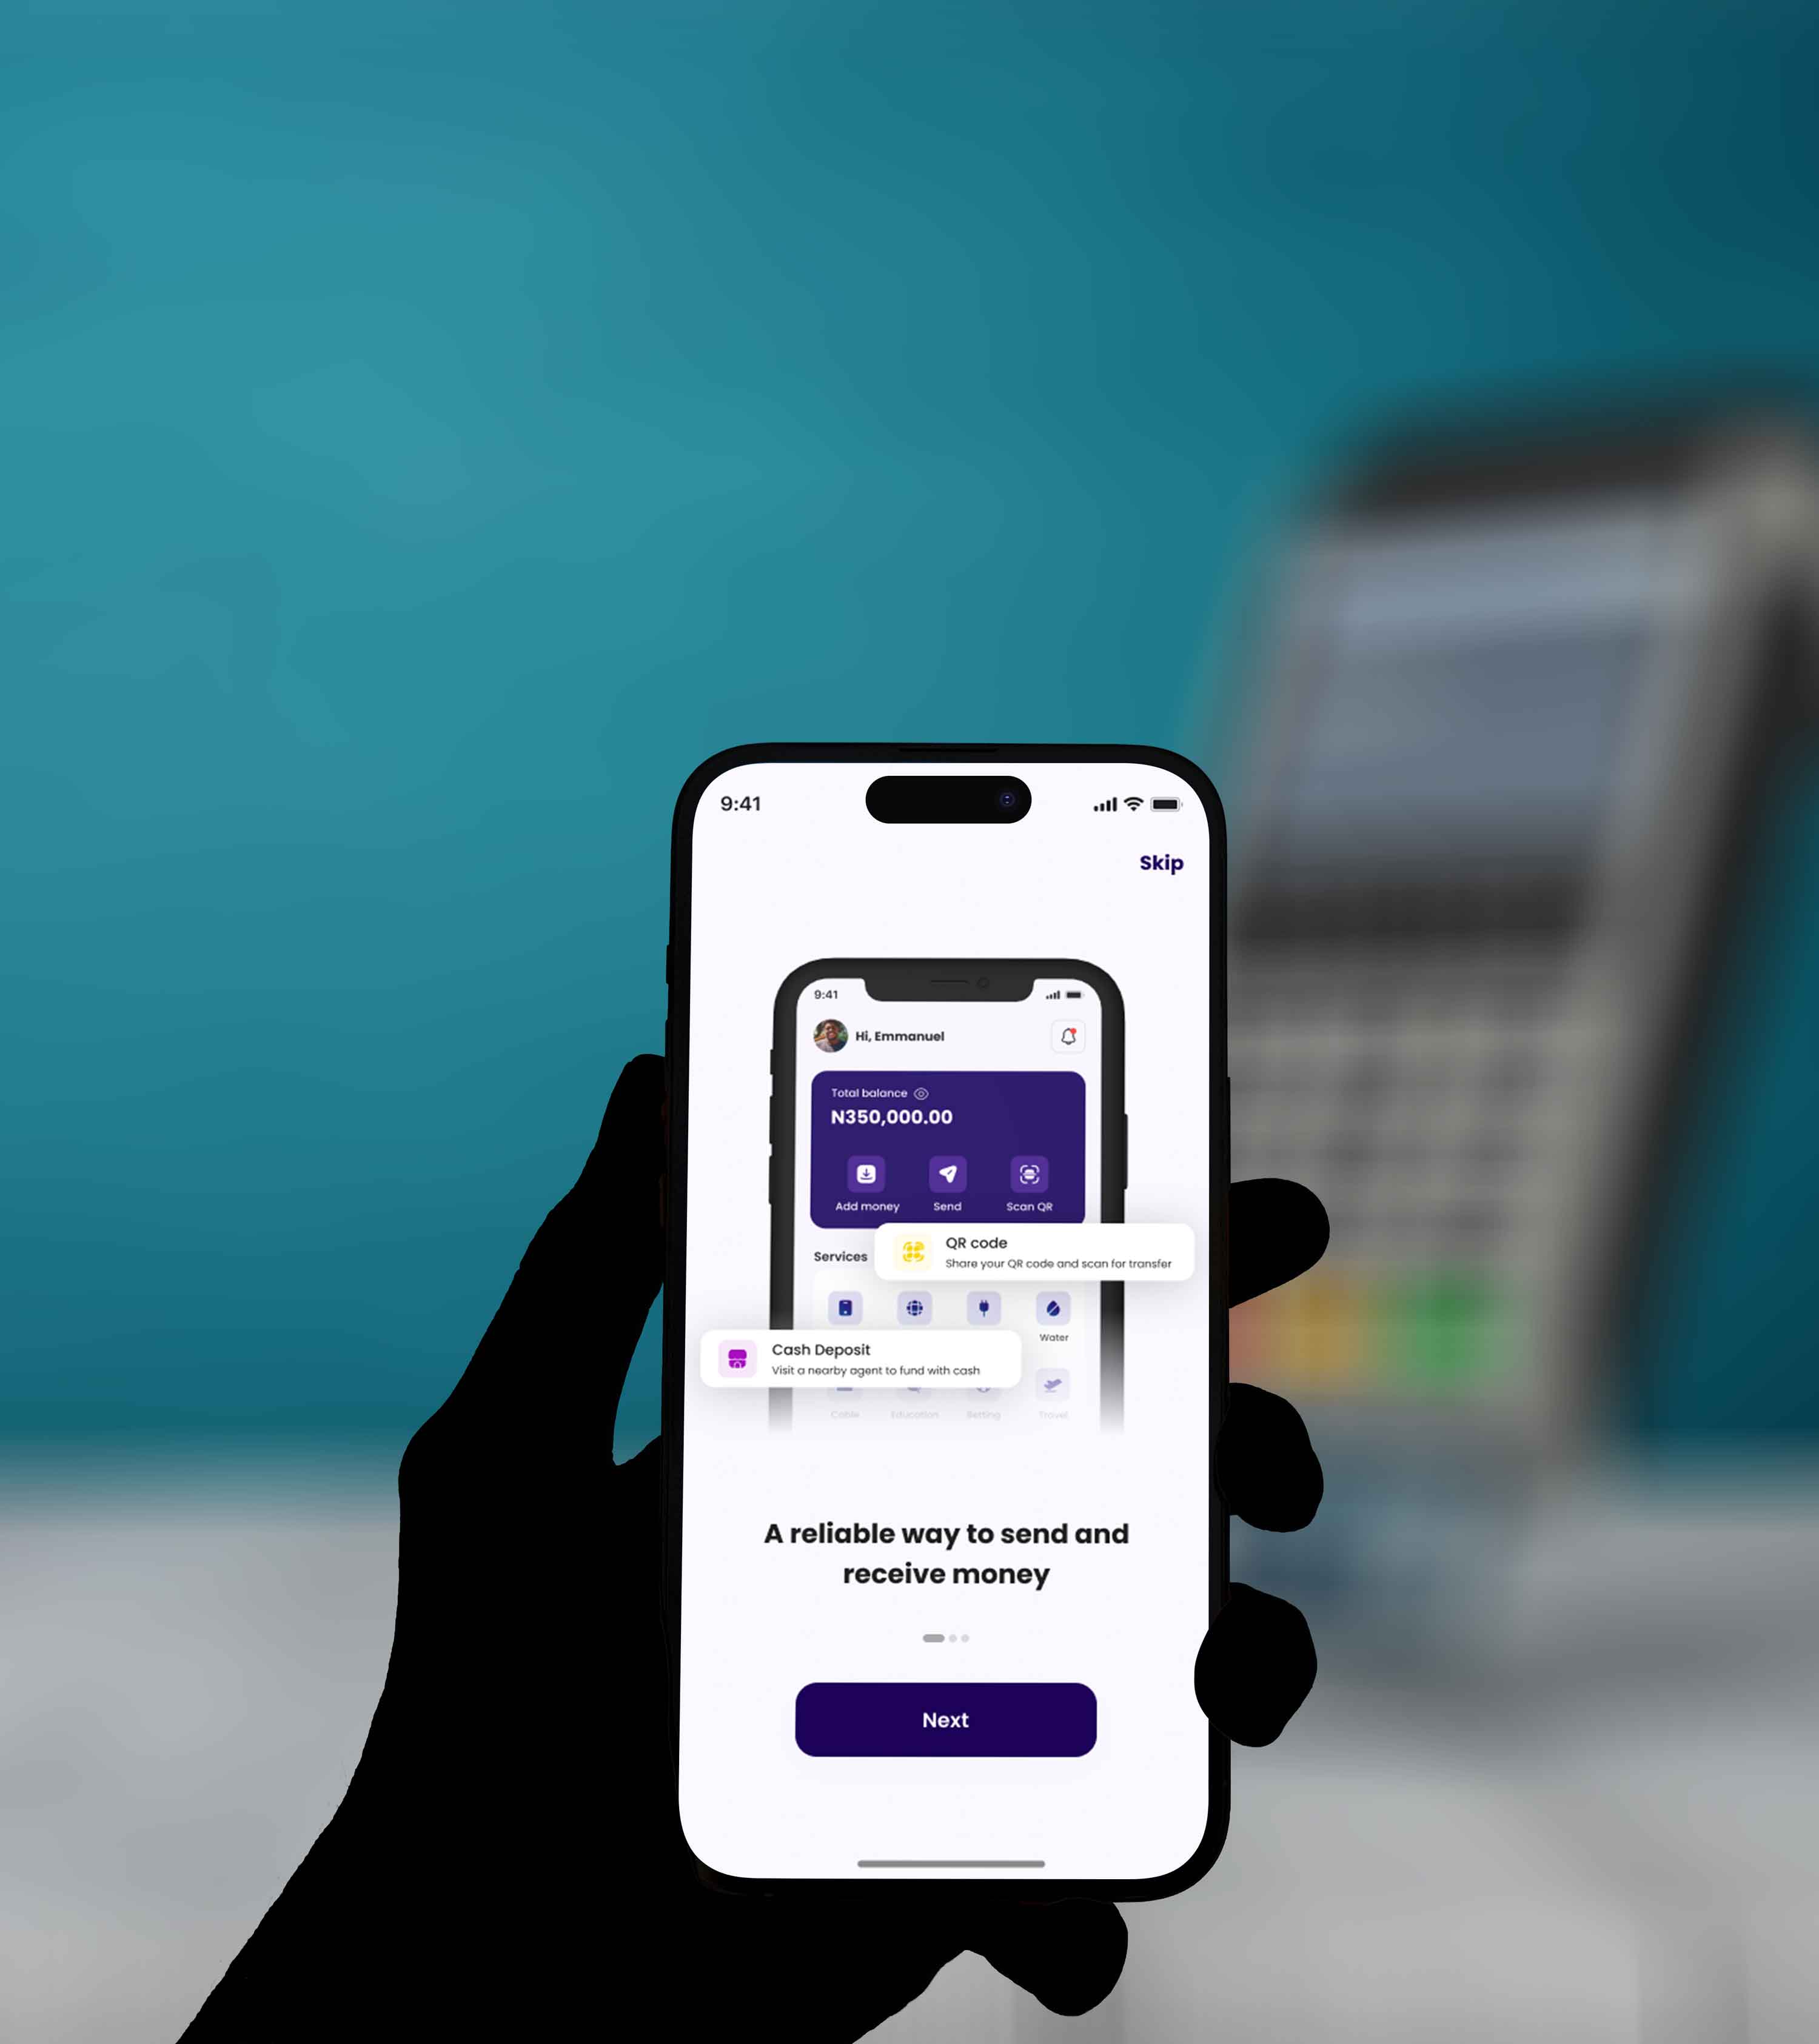 9:41
Skip
9:41
Hi, Emmanuel
Total balance
N350,000.00
Add money
Send
Scan QR
QR code
Share your QR code and scan for transfer
Services
Water
Cash Deposit
Visit a nearby agent to fund with cash
Cable
Education
Betting
Travel
A reliable way to send and
receive money
Next